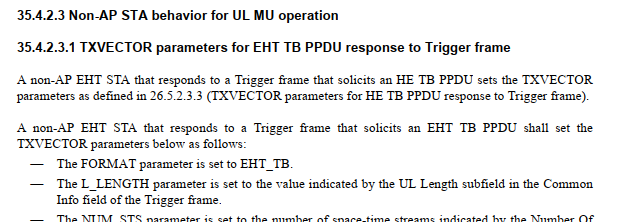 35.4.2.3 Non-AP STA behavior for UL MU operation
35.4.2.3.1 TXVECTOR parameters for EHT TB PPDU response to Trigger frame
A non-AP EHT STA that responds to a Trigger frame that solicits an HE TB PPDU sets the TXVECTOR
parameters as defined in 26.5.2.3.3 (TXVECTOR parameters for HE TB PPDU response to Trigger frame).
A non-AP EHT STA that responds to a Trigger frame that solicits an EHT TB PPDU shall set the
TXVECTOR parameters below as follows:
— The FORMAT parameter is set to EHT_TB.
— The L_LENGTH parameter is set to the value indicated by the UL Length subfield in the Common
Info field of the Trigger frame.
— The NUM_STS parameter is set to the number of space-time streams indicated by the Number Of